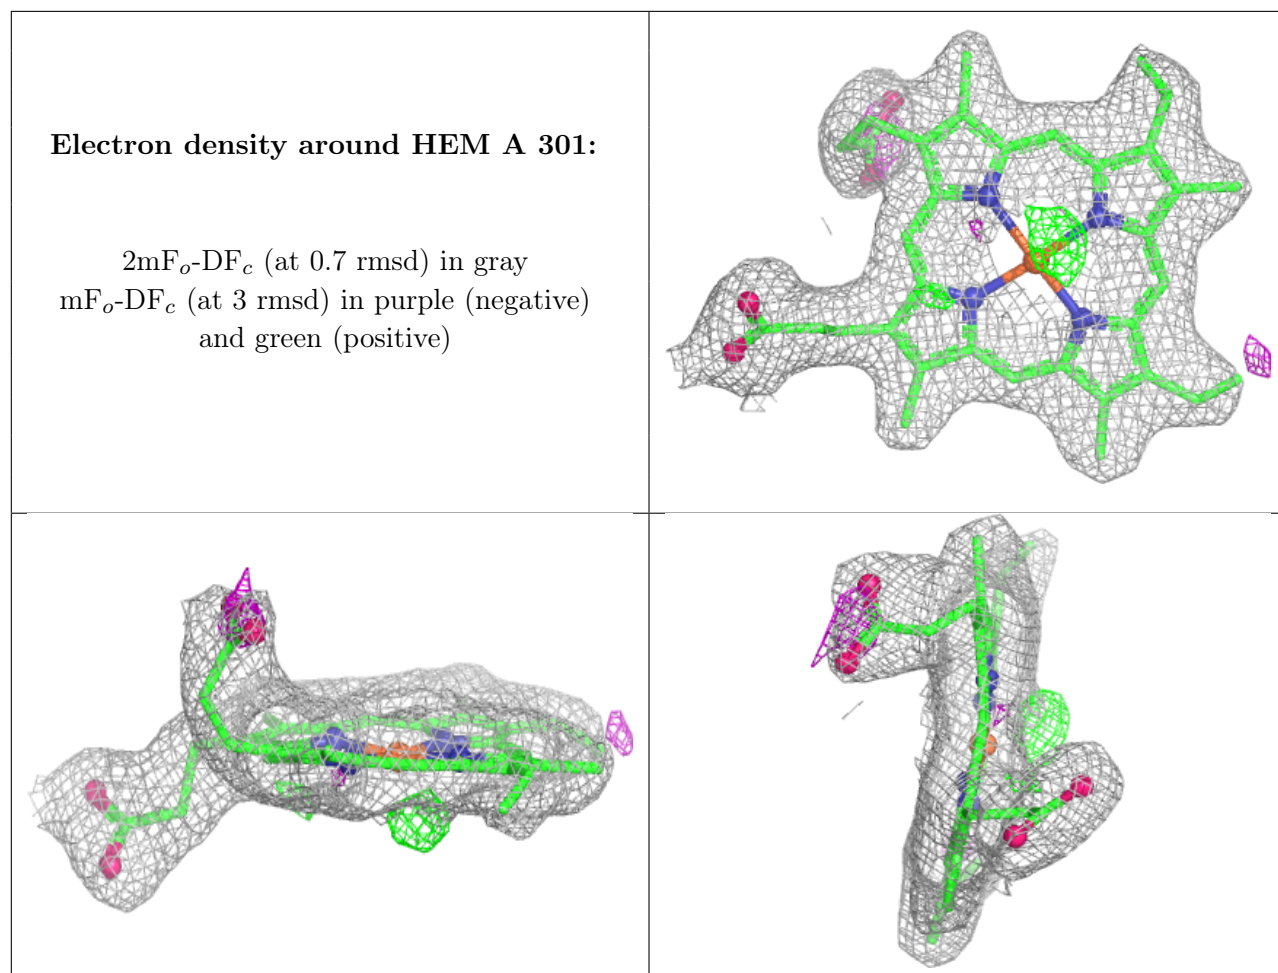 Electron density around HEM A 301:
2mFo-DFc (at 0.7 rmsd) in gray
mFo-DFc (at 3 rmsd) in purple (negative)
and green (positive)